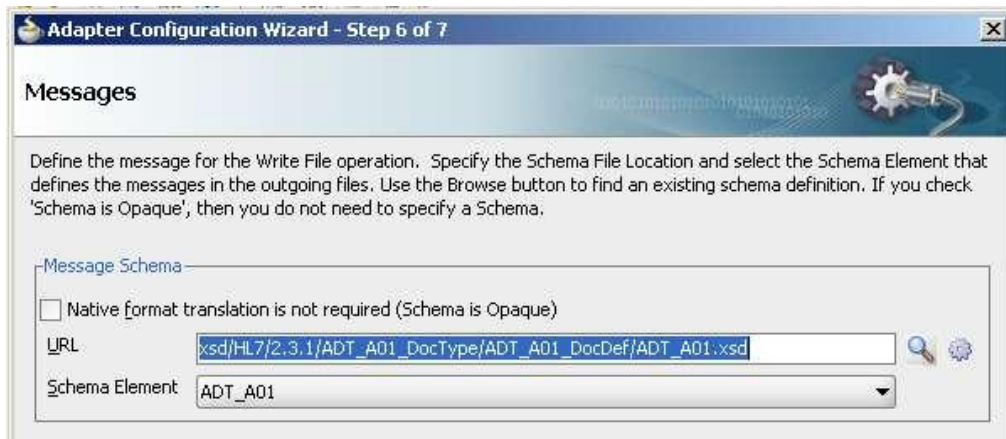 Adapter Configuration Wizard - Step 6 of 7
Messages
Define the message for the Write File operation. Specify the Schema File Location and select the Schema Element that
defines the messages in the outgoing files. Use the Browse button to find an existing schema definition. If you check
'Schema is Opaque', then you do not need to specify a Schema.
Message Schema
Native format translation is not required (Schema is Opaque)
URL xsd/HL7/2.3.1/ADT_A01_DocType/ADT_A01_DocDef/ADT_A01.xsd
Schema Element ADT_A01